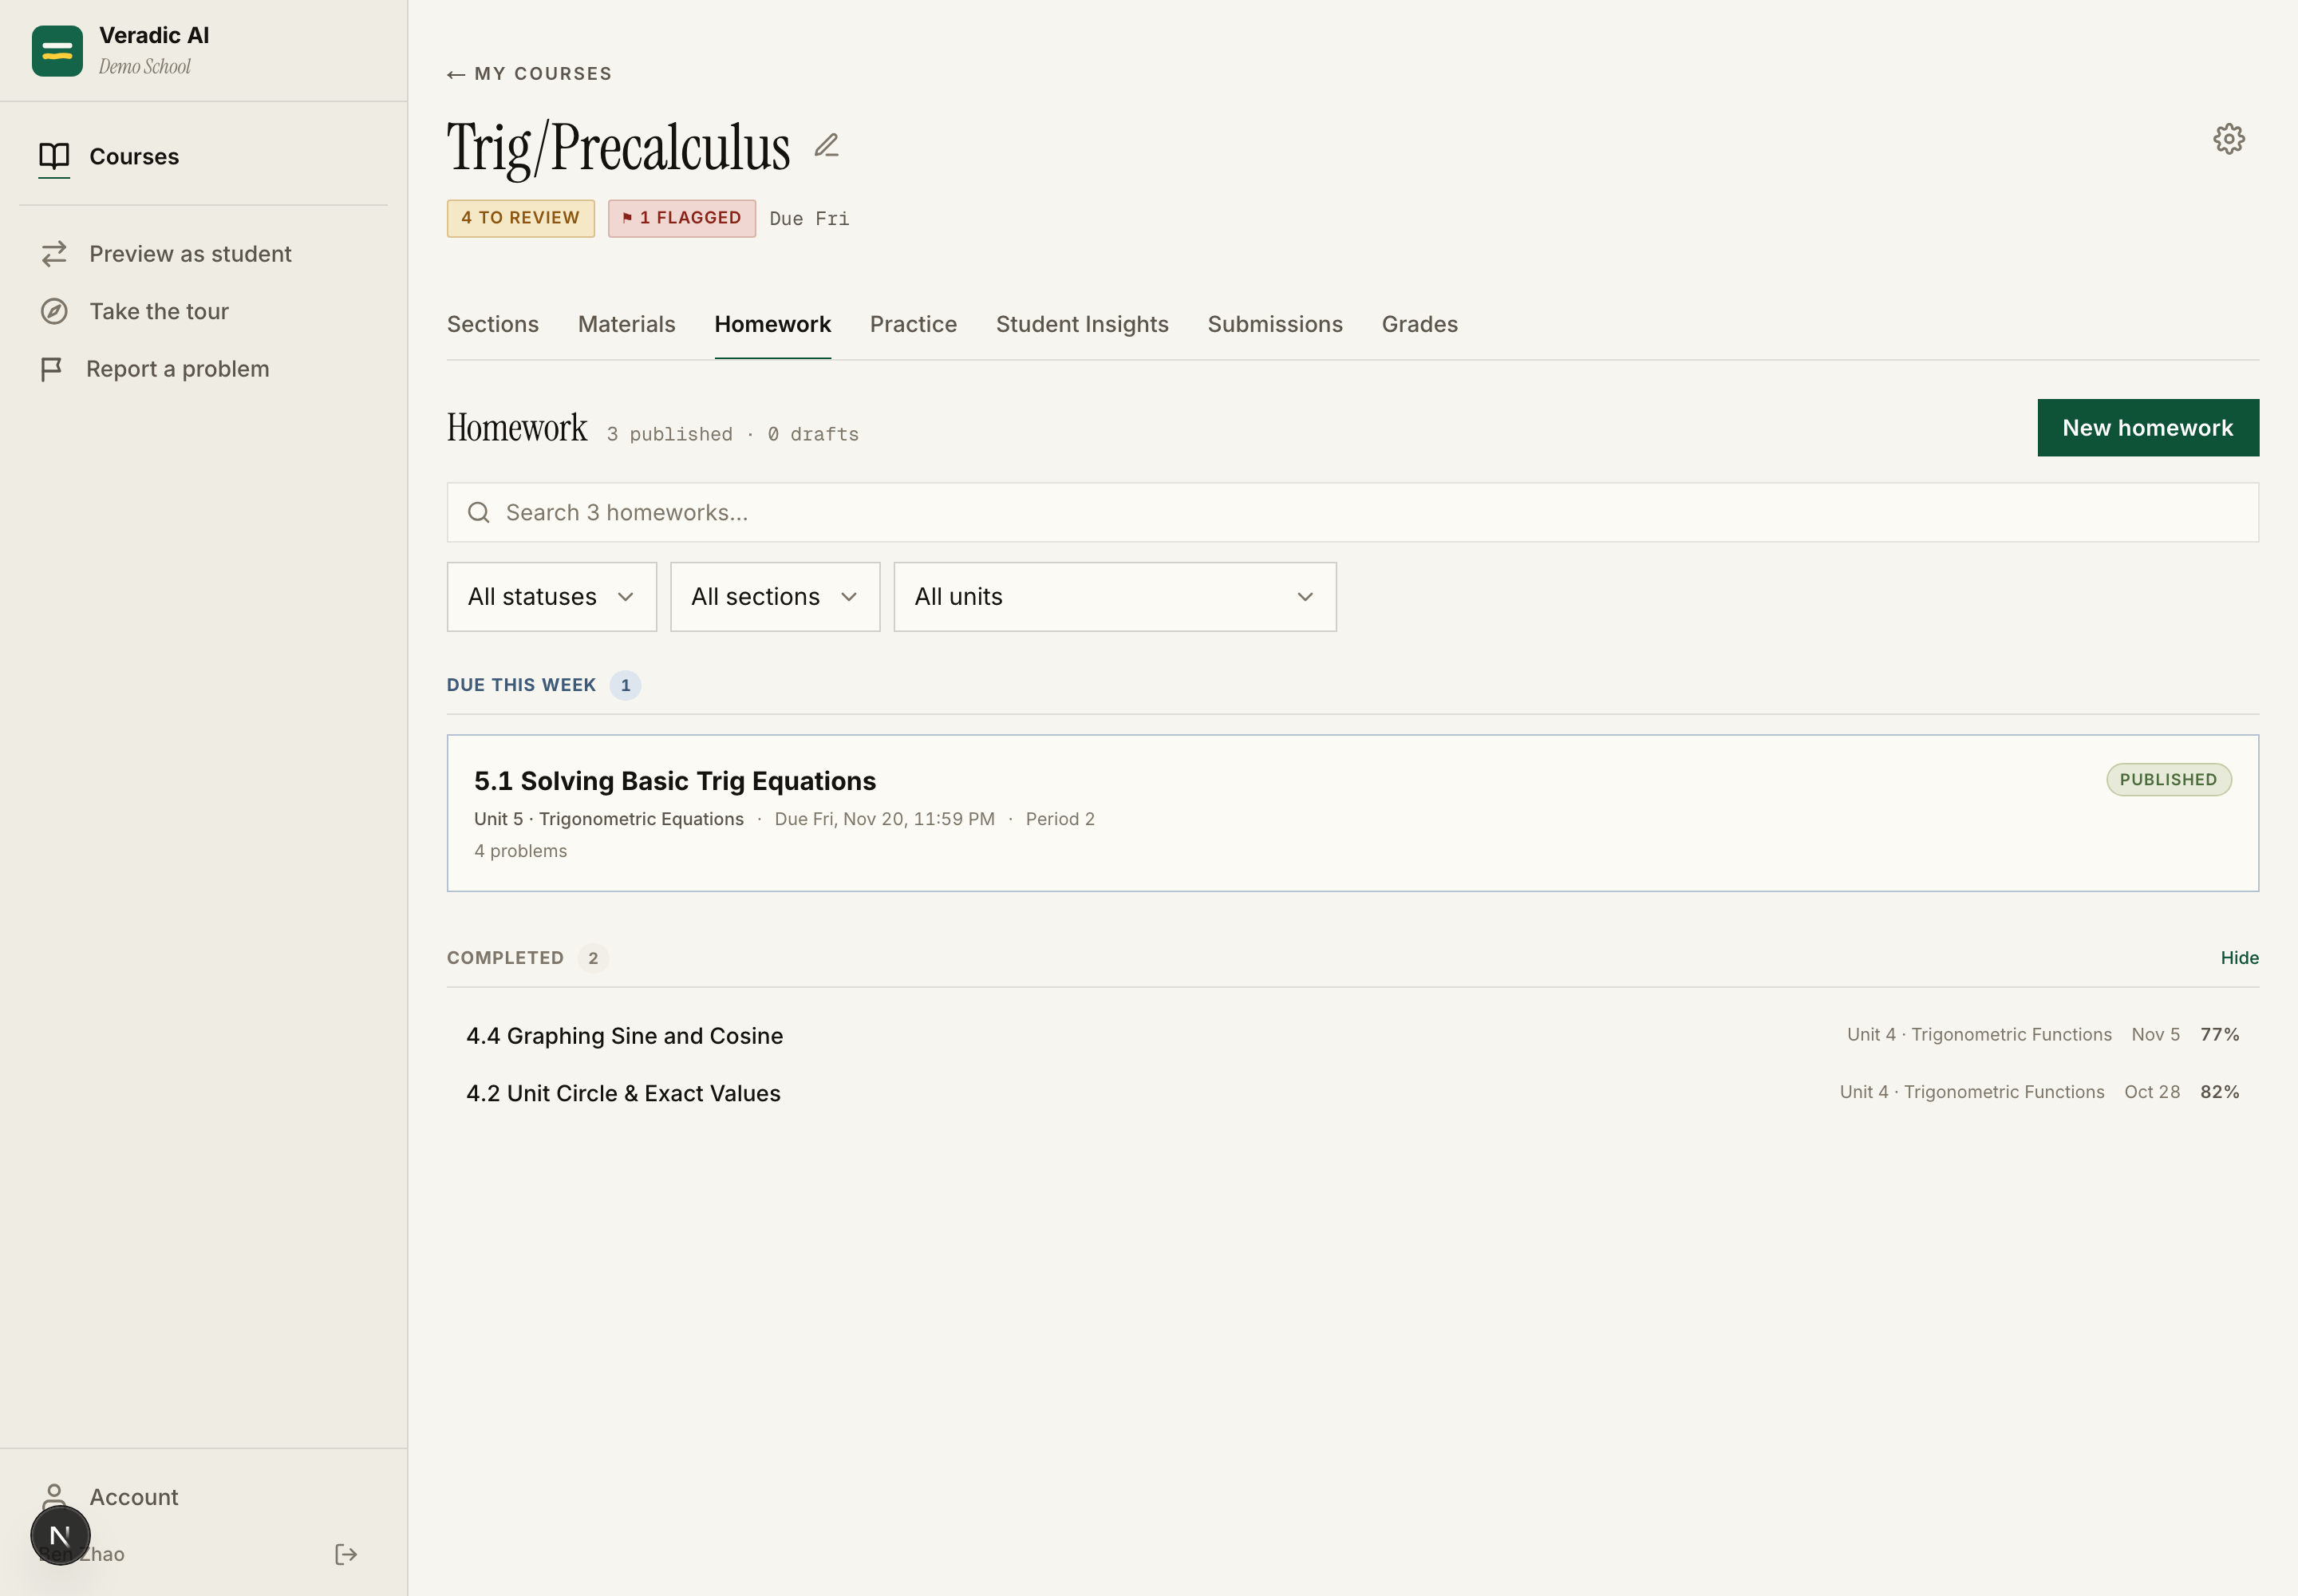 Veradic AI
Demo School
Courses
Preview as student
Take the tour
Report a problem
Account
Ben Zhao
← MY COURSES
Trig/Precalculus
4 TO REVIEW 1 FLAGGED Due Fri
Sections Materials Homework Practice Student Insights Submissions Grades
Homework 3 published · 0 drafts
New homework
Search 3 homeworks...
All statuses All sections All units
DUE THIS WEEK 1
5.1 Solving Basic Trig Equations PUBLISHED
Unit 5 · Trigonometric Equations · Due Fri, Nov 20, 11:59 PM · Period 2
4 problems
COMPLETED 2 Hide
4.4 Graphing Sine and Cosine Unit 4 · Trigonometric Functions Nov 5 77%
4.2 Unit Circle & Exact Values Unit 4 · Trigonometric Functions Oct 28 82%
N